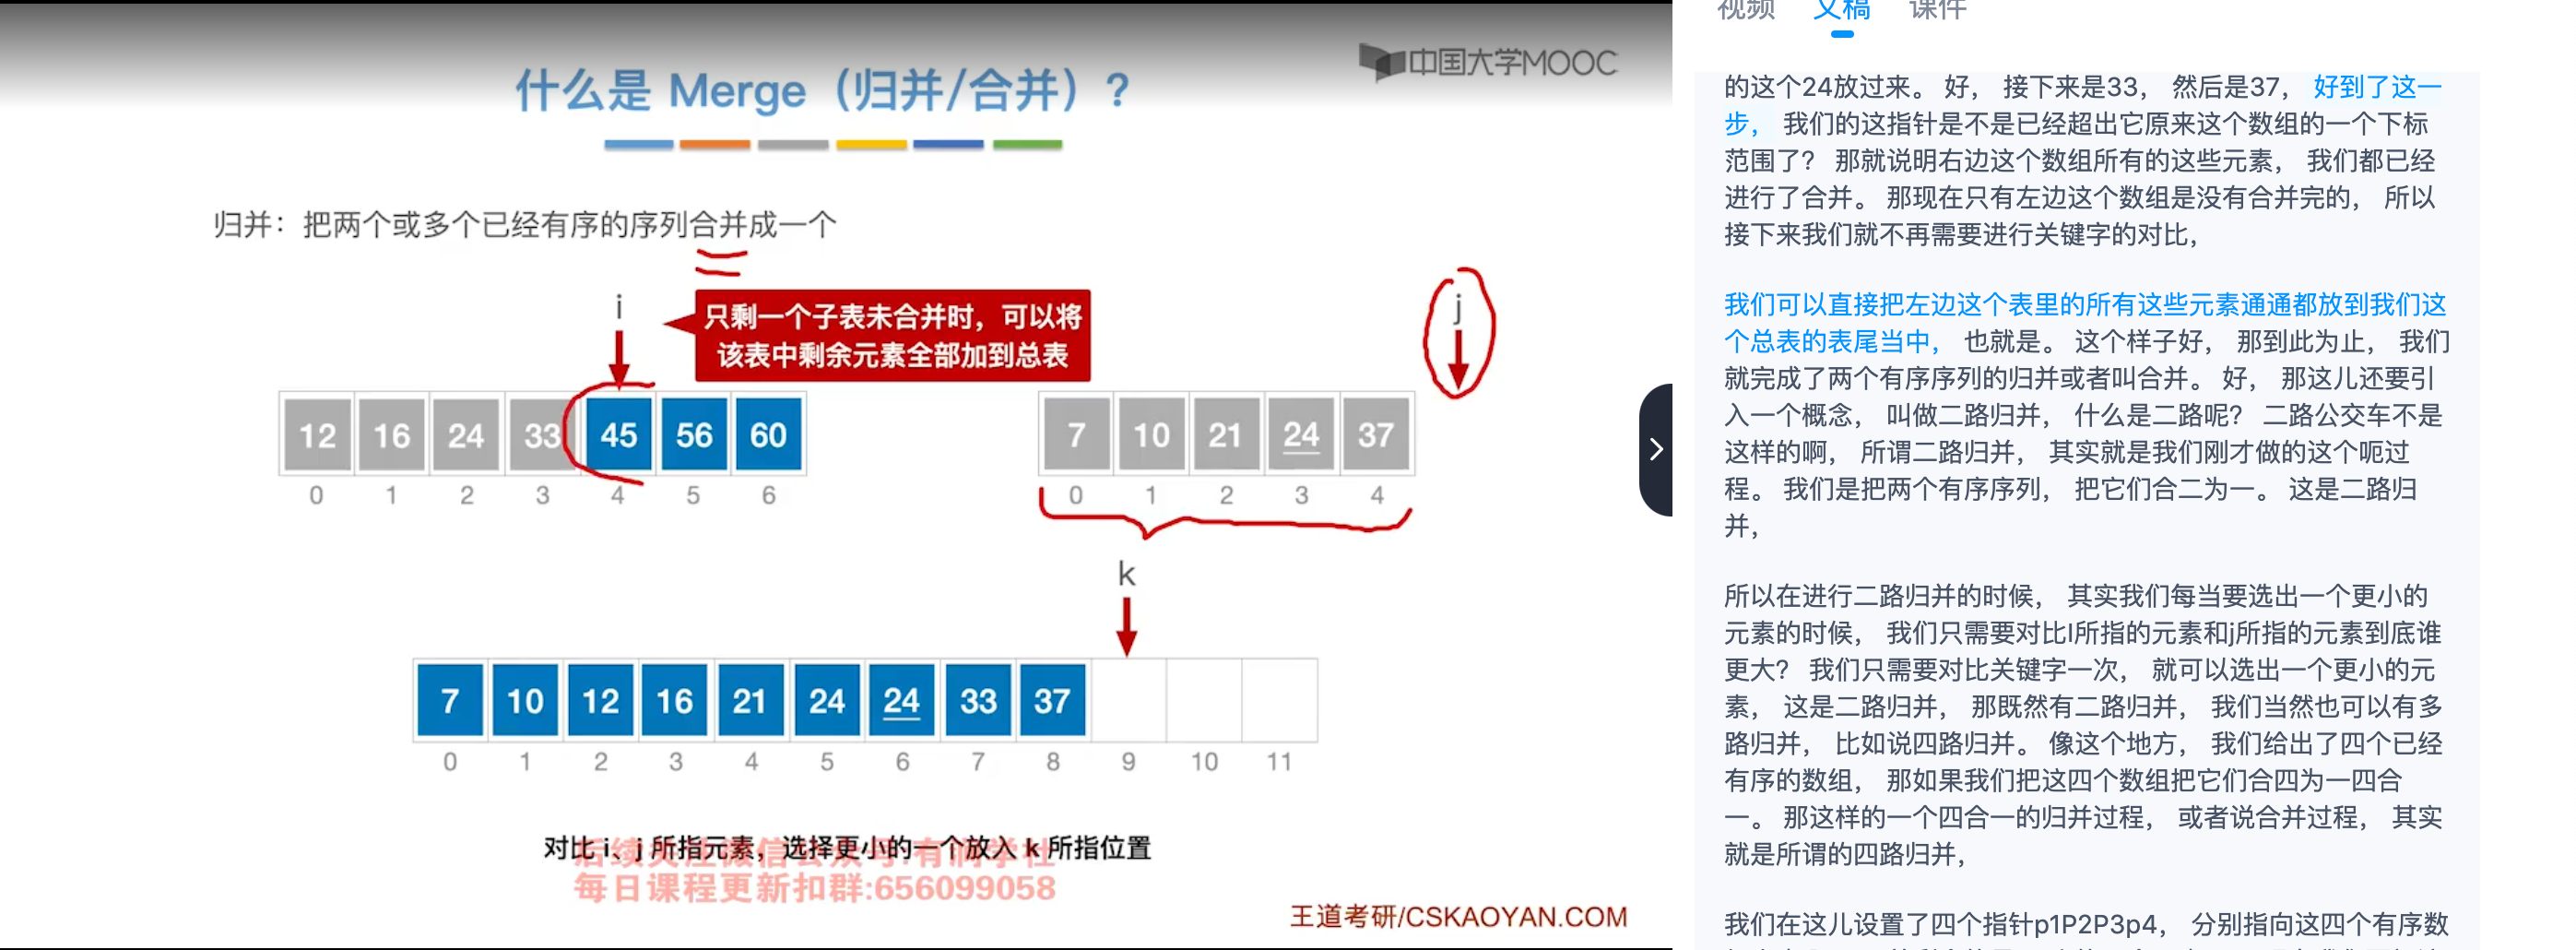 中国大学MOOC
什么是 Merge（归并/合并）？
归并：把两个或多个已经有序的序列合并成一个
i
只剩一个子表未合并时，可以将
该表中剩余元素全部加到总表
j
12 16 24 33 45 56 60
0 1 2 3 4 5 6
7 10 21 24 37
0 1 2 3 4
k
7 10 12 16 21 24 24 33 37
0 1 2 3 4 5 6 7 8 9 10 11
对比 i、j 所指元素，选择更小的一个放入 k 所指位置
后续关注微信公众号:有涧学社
每日课程更新扣群:656099058
王道考研/CSKAOYAN.COM
视频 文稿 课件
的这个24放过来。 好， 接下来是33， 然后是37， 好到了这一
步， 我们的这指针是不是已经超出它原来这个数组的一个下标
范围了？ 那就说明右边这个数组所有的这些元素， 我们都已经
进行了合并。 那现在只有左边这个数组是没有合并完的， 所以
接下来我们就不再需要进行关键字的对比，
我们可以直接把左边这个表里的所有这些元素通通都放到我们这
个总表的表尾当中， 也就是。 这个样子好， 那到此为止， 我们
就完成了两个有序序列的归并或者叫合并。 好， 那这儿还要引
入一个概念， 叫做二路归并， 什么是二路呢？ 二路公交车不是
这样的啊， 所谓二路归并， 其实就是我们刚才做的这个呃过
程。 我们是把两个有序序列， 把它们合二为一。 这是二路归
并，
所以在进行二路归并的时候， 其实我们每当要选出一个更小的
元素的时候， 我们只需要对比I所指的元素和j所指的元素到底谁
更大？ 我们只需要对比关键字一次， 就可以选出一个更小的元
素， 这是二路归并， 那既然有二路归并， 我们当然也可以有多
路归并， 比如说四路归并。 像这个地方， 我们给出了四个已经
有序的数组， 那如果我们把这四个数组把它们合四为一四合
一。 那这样的一个四合一的归并过程， 或者说合并过程， 其实
就是所谓的四路归并，
我们在这儿设置了四个指针p1P2P3p4， 分别指向这四个有序数